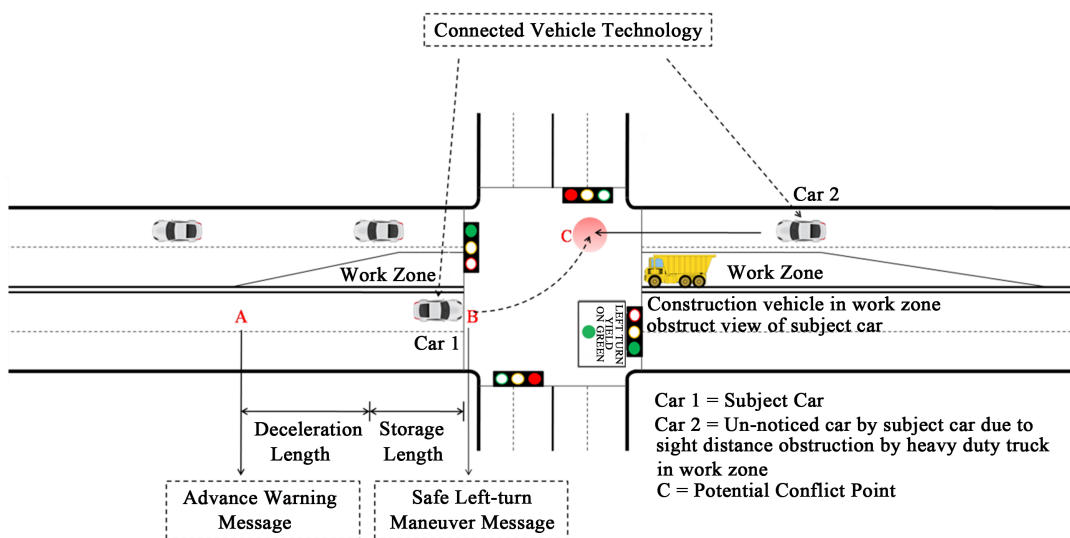 Connected Vehicle Technology
Car 2
C
Work Zone
Work Zone
Construction vehicle in work zone
obstruct view of subject car
A
B
Car 1
LEFT TURN
YIELD
ON GREEN
Deceleration
Length
Storage
Length
Advance Warning
Message
Safe Left-turn
Maneuver Message
Car 1 = Subject Car
Car 2 = Un-noticed car by subject car due to
sight distance obstruction by heavy duty truck
in work zone
C = Potential Conflict Point